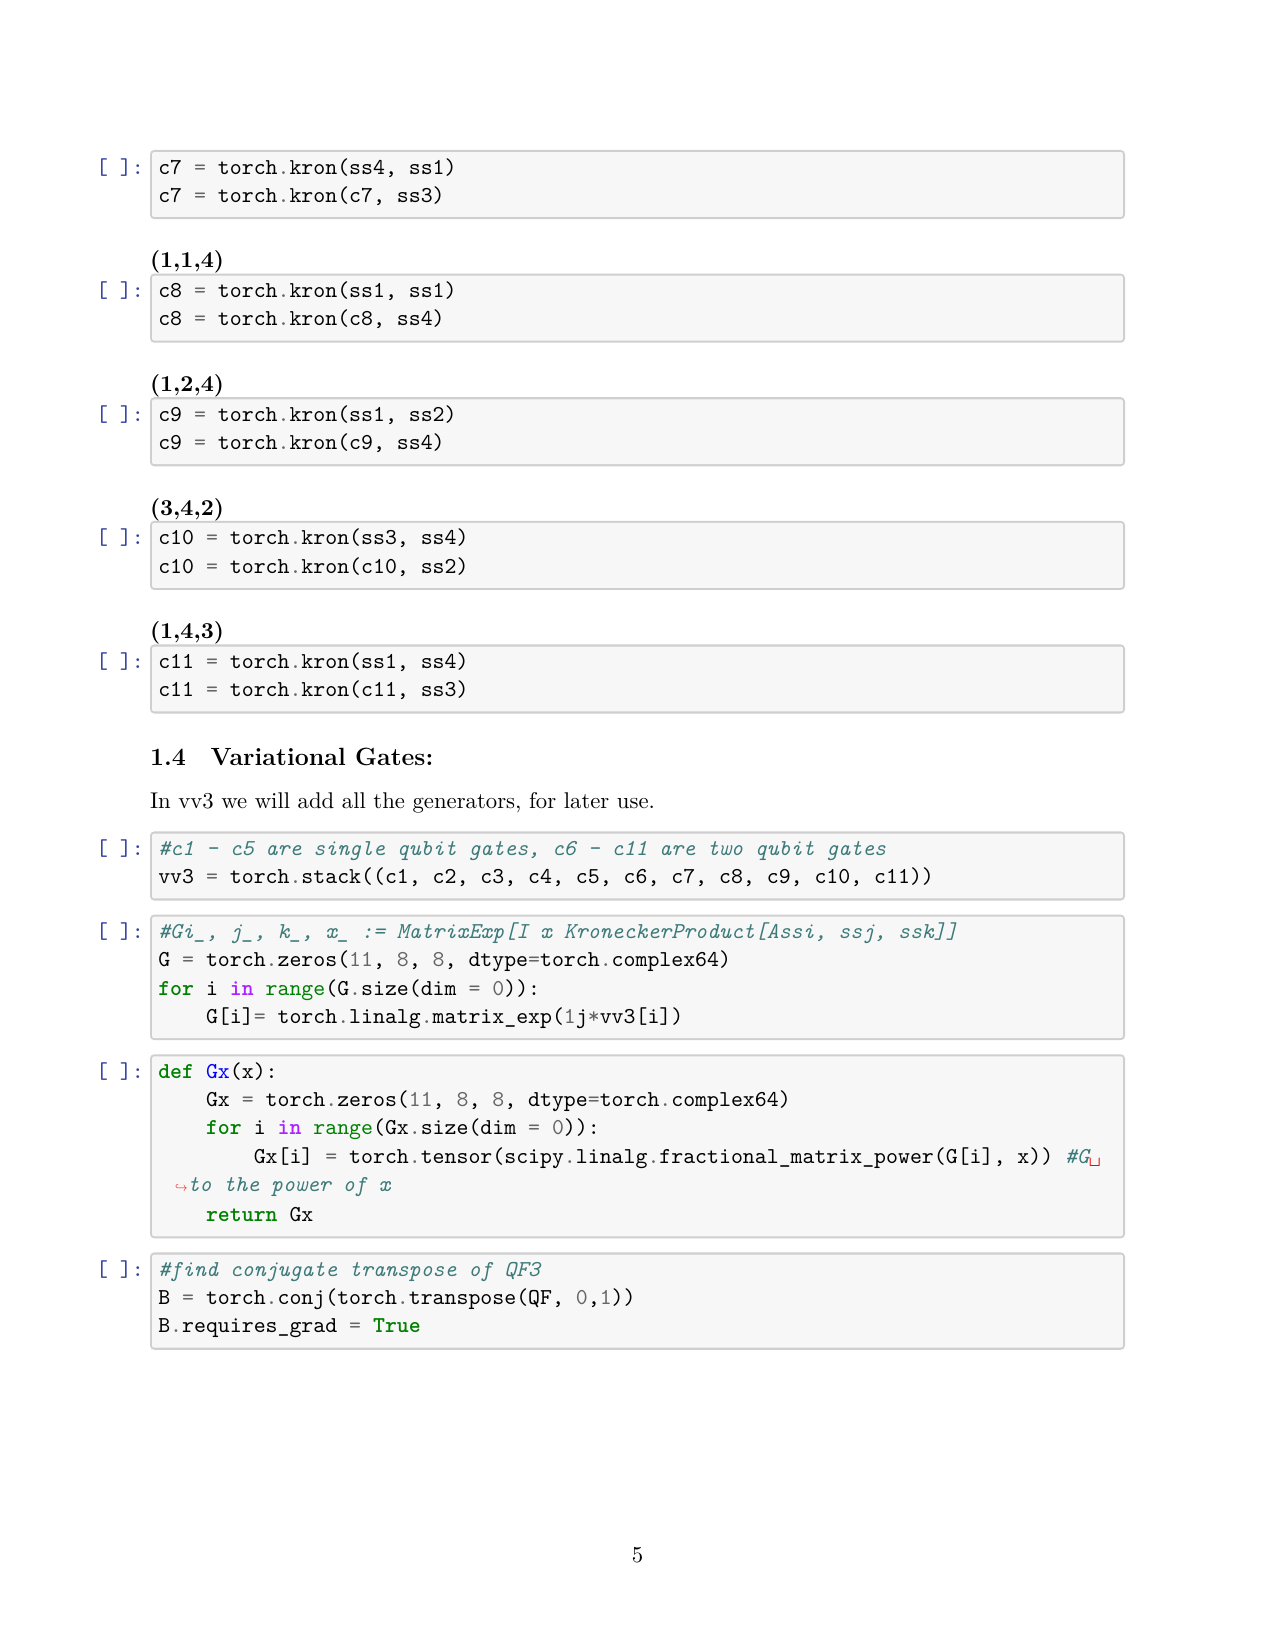 [ ]: c7 = torch.kron(ss4, ss1)
c7 = torch.kron(c7, ss3)
(1,1,4)
[ ]: c8 = torch.kron(ss1, ss1)
c8 = torch.kron(c8, ss4)
(1,2,4)
[ ]: c9 = torch.kron(ss1, ss2)
c9 = torch.kron(c9, ss4)
(3,4,2)
[ ]: c10 = torch.kron(ss3, ss4)
c10 = torch.kron(c10, ss2)
(1,4,3)
[ ]: c11 = torch.kron(ss1, ss4)
c11 = torch.kron(c11, ss3)
1.4 Variational Gates:
In vv3 we will add all the generators, for later use.
[ ]: #c1 - c5 are single qubit gates, c6 - c11 are two qubit gates
vv3 = torch.stack((c1, c2, c3, c4, c5, c6, c7, c8, c9, c10, c11))
[ ]: #Gi_, j_, k_, x_ := MatrixExp[I x KroneckerProduct[Assi, ssj, ssk]]
G = torch.zeros(11, 8, 8, dtype=torch.complex64)
for i in range(G.size(dim = 0)):
    G[i]= torch.linalg.matrix_exp(1j*vv3[i])
[ ]: def Gx(x):
    Gx = torch.zeros(11, 8, 8, dtype=torch.complex64)
    for i in range(Gx.size(dim = 0)):
        Gx[i] = torch.tensor(scipy.linalg.fractional_matrix_power(G[i], x)) #G␣
↪to the power of x
    return Gx
[ ]: #find conjugate transpose of QF3
B = torch.conj(torch.transpose(QF, 0,1))
B.requires_grad = True
5